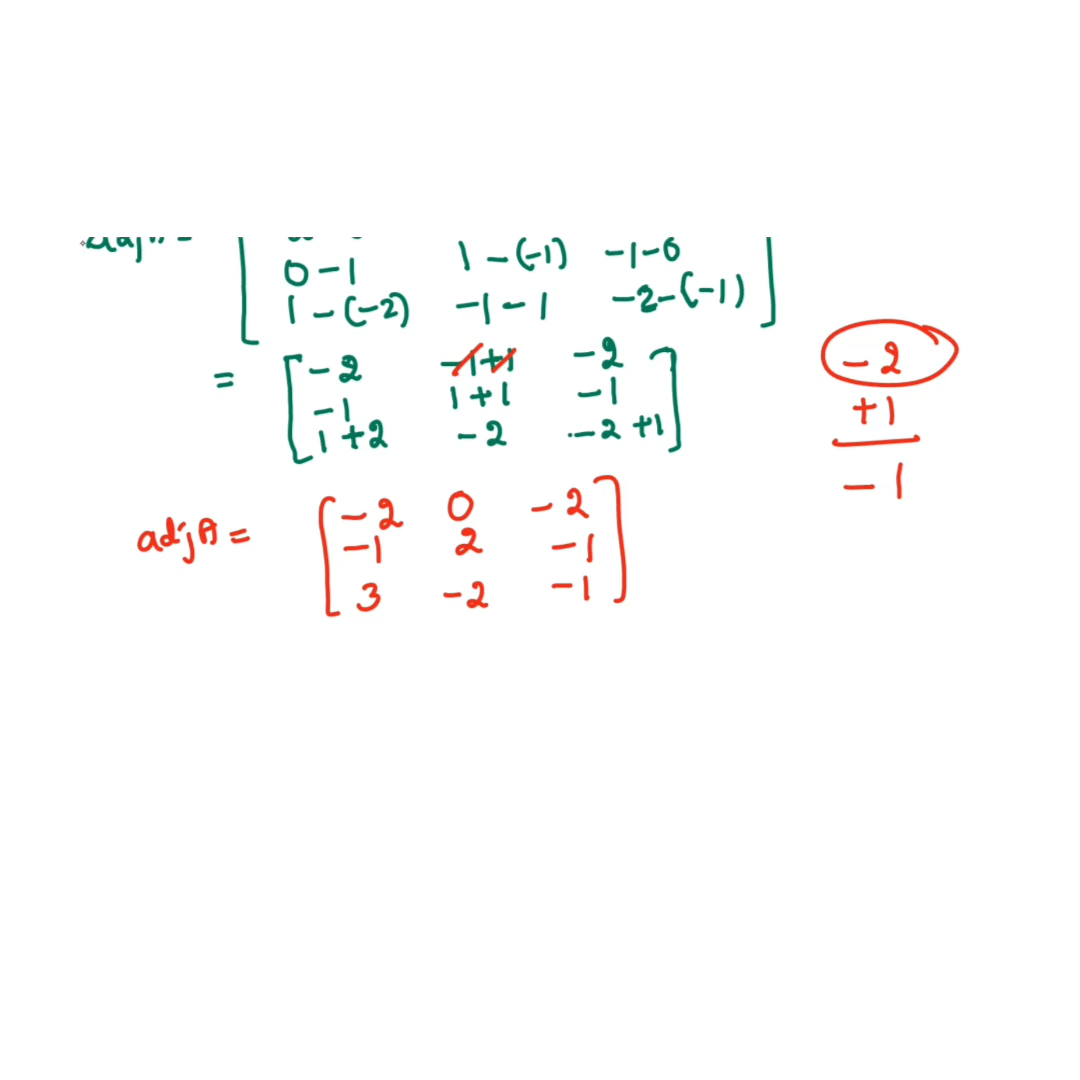 0-1 1-(-1) -1-0
1-(-2) -1-1 -2-(-1)
= [-2 -1+1 -2
-1 1+1 -1
1+2 -2 -2+1]
-2
+1
-1
adjA = [-2 0 -2
-1 2 -1
3 -2 -1]